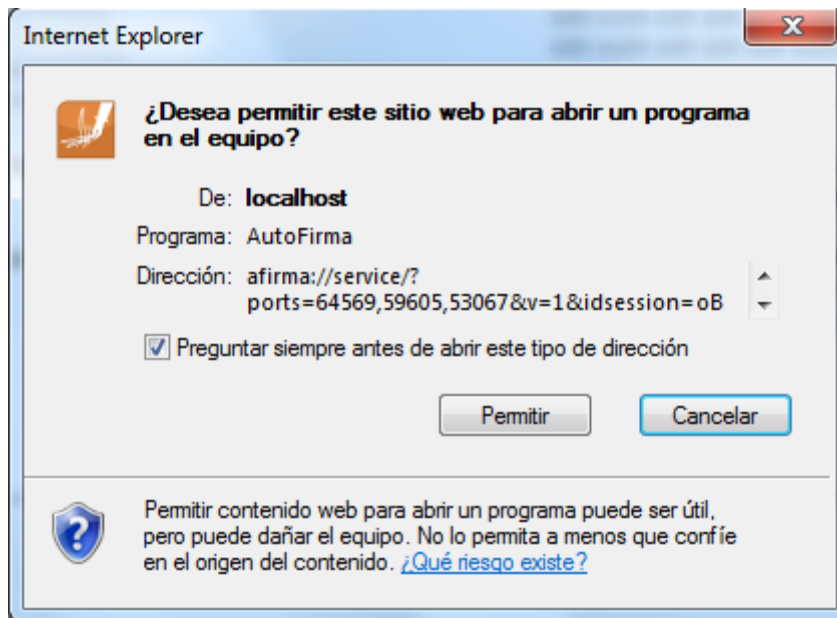 Internet Explorer
¿Desea permitir este sitio web para abrir un programa
en el equipo?
De: localhost
Programa: AutoFirma
Dirección: afirma://service/?
ports=64569,59605,53067&v=1&idsession=oB
Preguntar siempre antes de abrir este tipo de dirección
Permitir Cancelar
Permitir contenido web para abrir un programa puede ser útil,
pero puede dañar el equipo. No lo permita a menos que confíe
en el origen del contenido. ¿Qué riesgo existe?